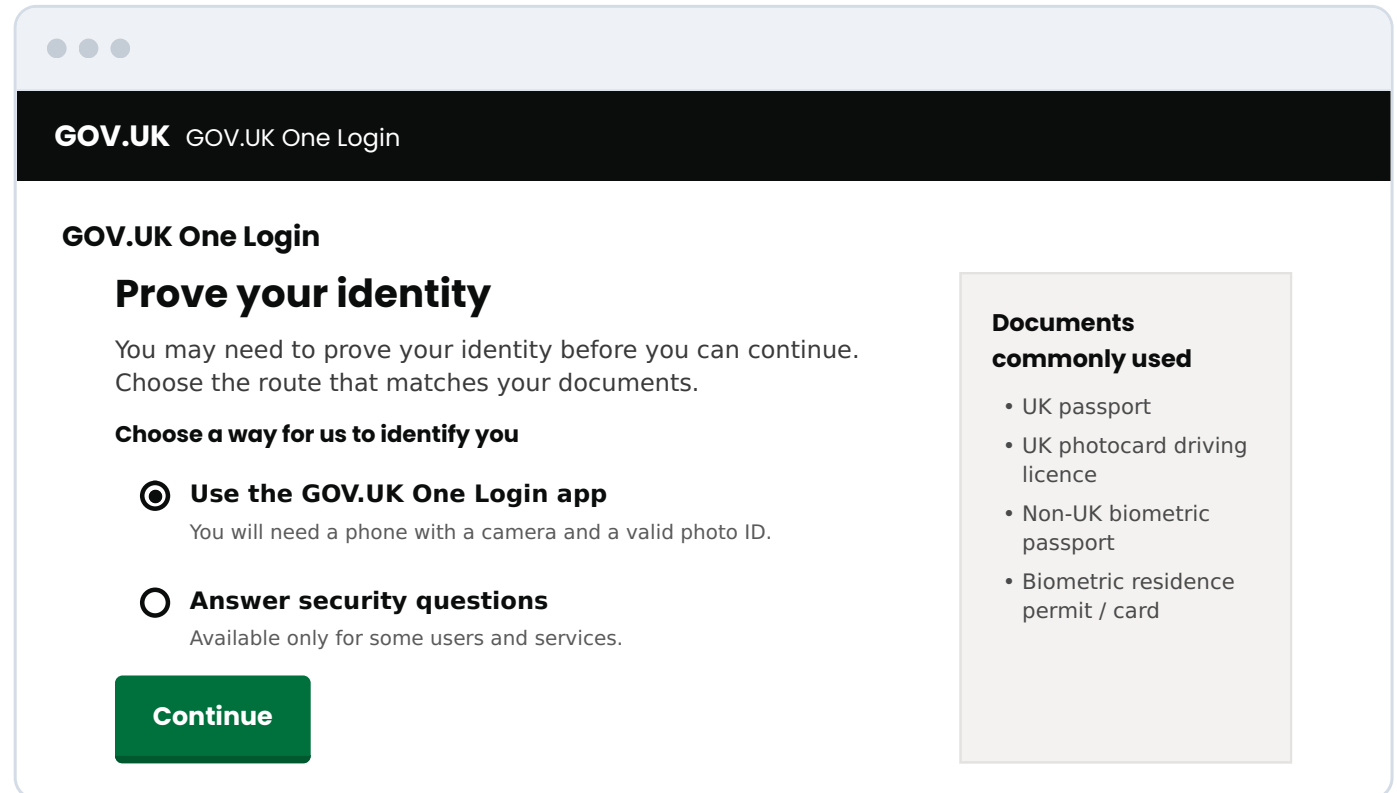 GOV.UK GOV.UK One Login
GOV.UK One Login
Prove your identity
You may need to prove your identity before you can continue.
Choose the route that matches your documents.
Choose a way for us to identify you
Use the GOV.UK One Login app
You will need a phone with a camera and a valid photo ID.
Answer security questions
Available only for some users and services.
Continue
Documents
commonly used
• UK passport
• UK photocard driving
licence
• Non-UK biometric
passport
• Biometric residence
permit / card